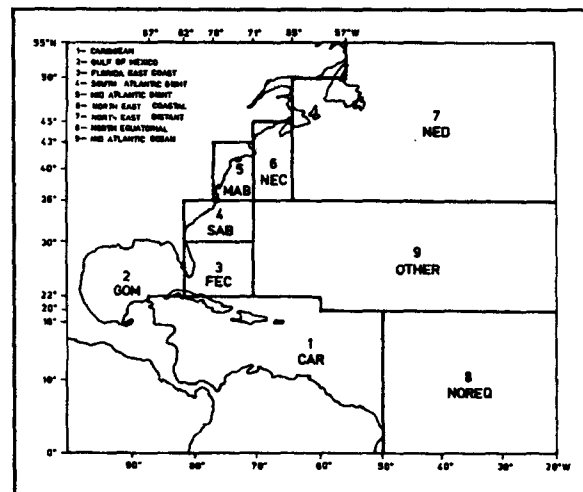 87° 82° 76° 71° 65° 57°
55°N
1— CARIBBEAN
2— GULF OF MEXICO
3— FLORIDA EAST COAST
4— SOUTH ATLANTIC BIGHT
5— MID ATLANTIC BIGHT
6— NORTH EAST COASTAL
7— NORTH EAST DISTANT
8— NORTH EQUATORIAL
9— MID ATLANTIC OCEAN
50°
45°
43°
40°
36°
30°
22°
20°
18°
10°
0°
7
NED
6
NEC
5
MAB
4
SAB
9
OTHER
3
FEC
2
GOM
1
CAR
8
NOREQ
90° 80° 70° 60° 50° 40° 30° 20°W